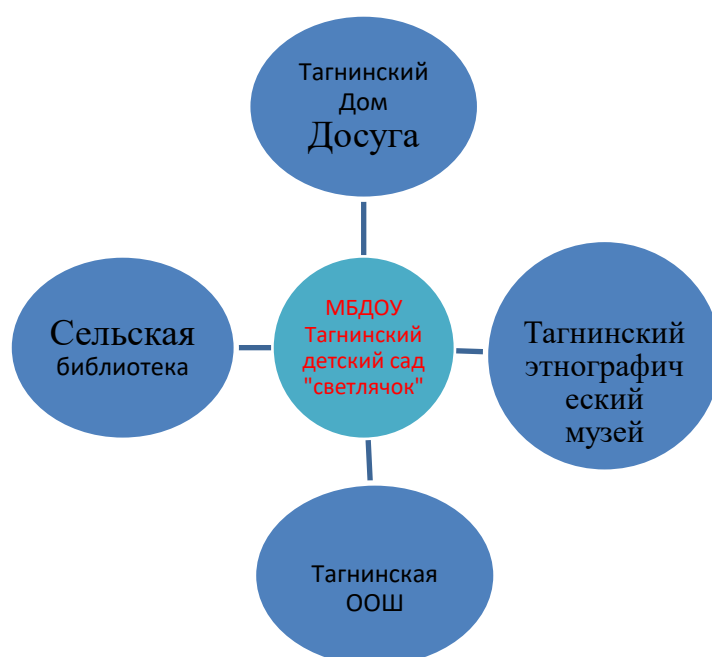 Тагнинский
Дом
Досуга
Сельская
библиотека
МБДОУ
Тагнинский
детский сад
"светлячок"
Тагнинский
этнографич
еский
музей
Тагнинская
ООШ